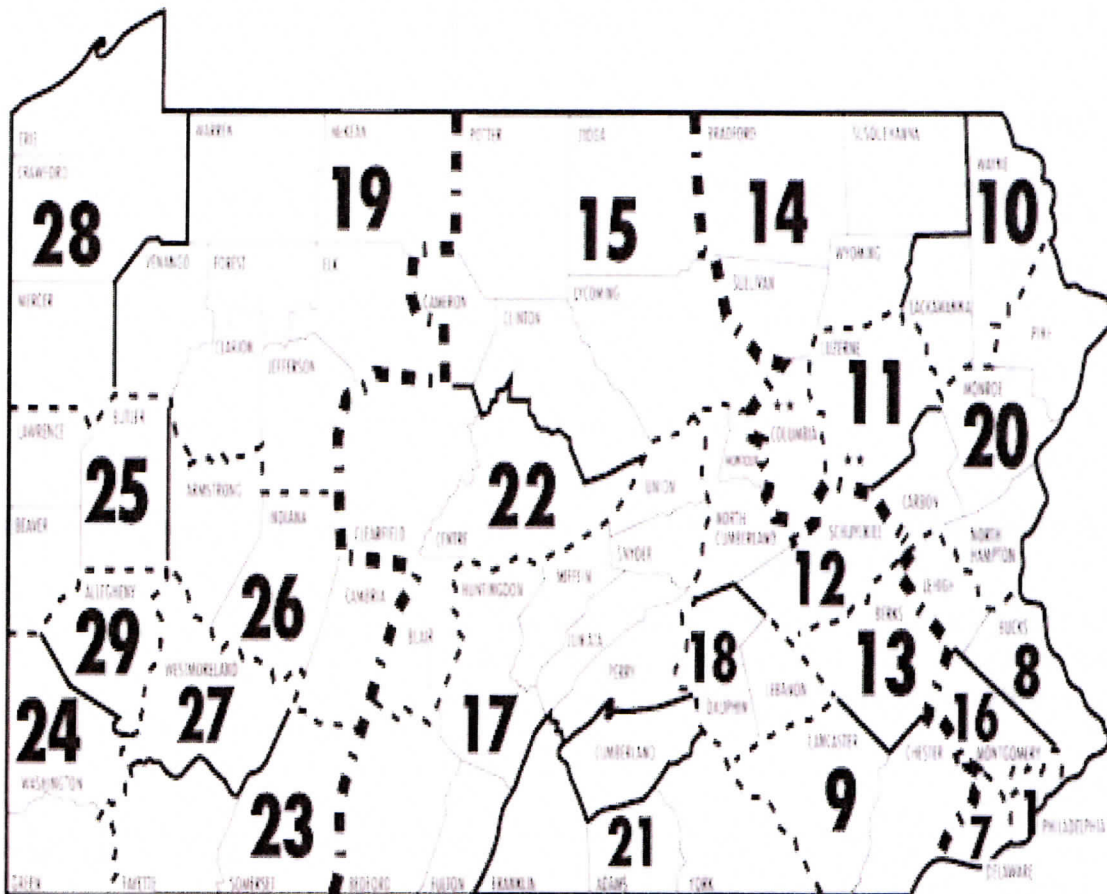 ERIE
WARREN
McKEAN
POTTER
TIOGA
BRADFORD
SUSQUEHANNA
CRAWFORD
WAYNE
28
19
15
14
10
VENANGO
FOREST
ELK
WYOMING
SULLIVAN
MERCER
CAMERON
LYCOMING
LACKAWANNA
CLINTON
PIKE
CLARION
JEFFERSON
LUZERNE
11
MONROE
LAWRENCE
BUTLER
**
COLUMBIA
20
25
22
MONTOUR
**
ARMSTRONG
UNION
CARBON
BEAVER
INDIANA
CLEARFIELD
CENTRE
NORTH
CUMBERLAND
SCHUYLKILL
NORTH
HAMPTON
SNYDER
12
ALLEGHENY
26
CAMBRIA
HUNTINGDON
MIFFLIN
LEHIGH
29
BLAIR
JUNIATA
BERKS
BUCKS
WESTMORELAND
PERRY
18
13
8
24
27
17
DAUPHIN
LEBANON
16
CUMBERLAND
LANCASTER
CHESTER
MONTGOMERY
WASHINGTON
23
21
9
7
1
PHILADELPHIA
GREEN
FAYETTE
SOMERSET
BEDFORD
FULTON
FRANKLIN
ADAMS
YORK
DELAWARE